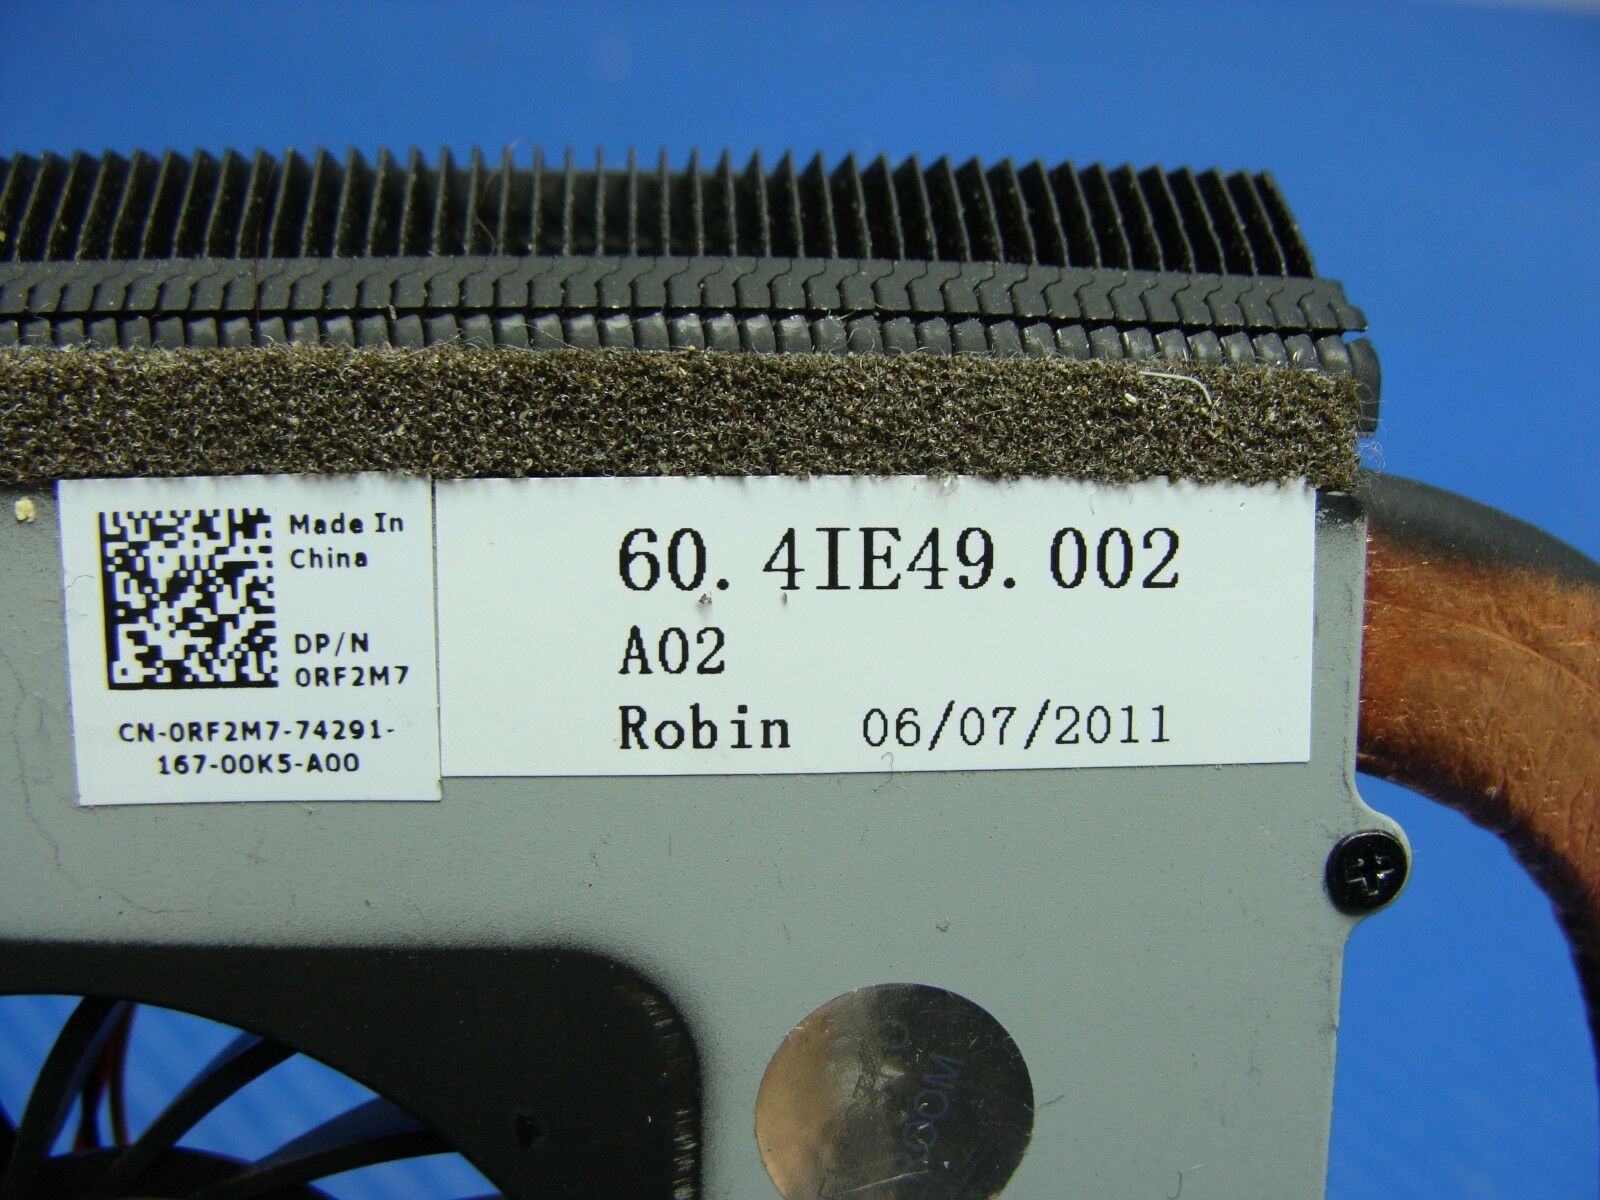 Made In
China
DP/N
0RF2M7
CN-0RF2M7-74291-
167-00K5-A00
60.4IE49.002
A02
Robin 06/07/2011